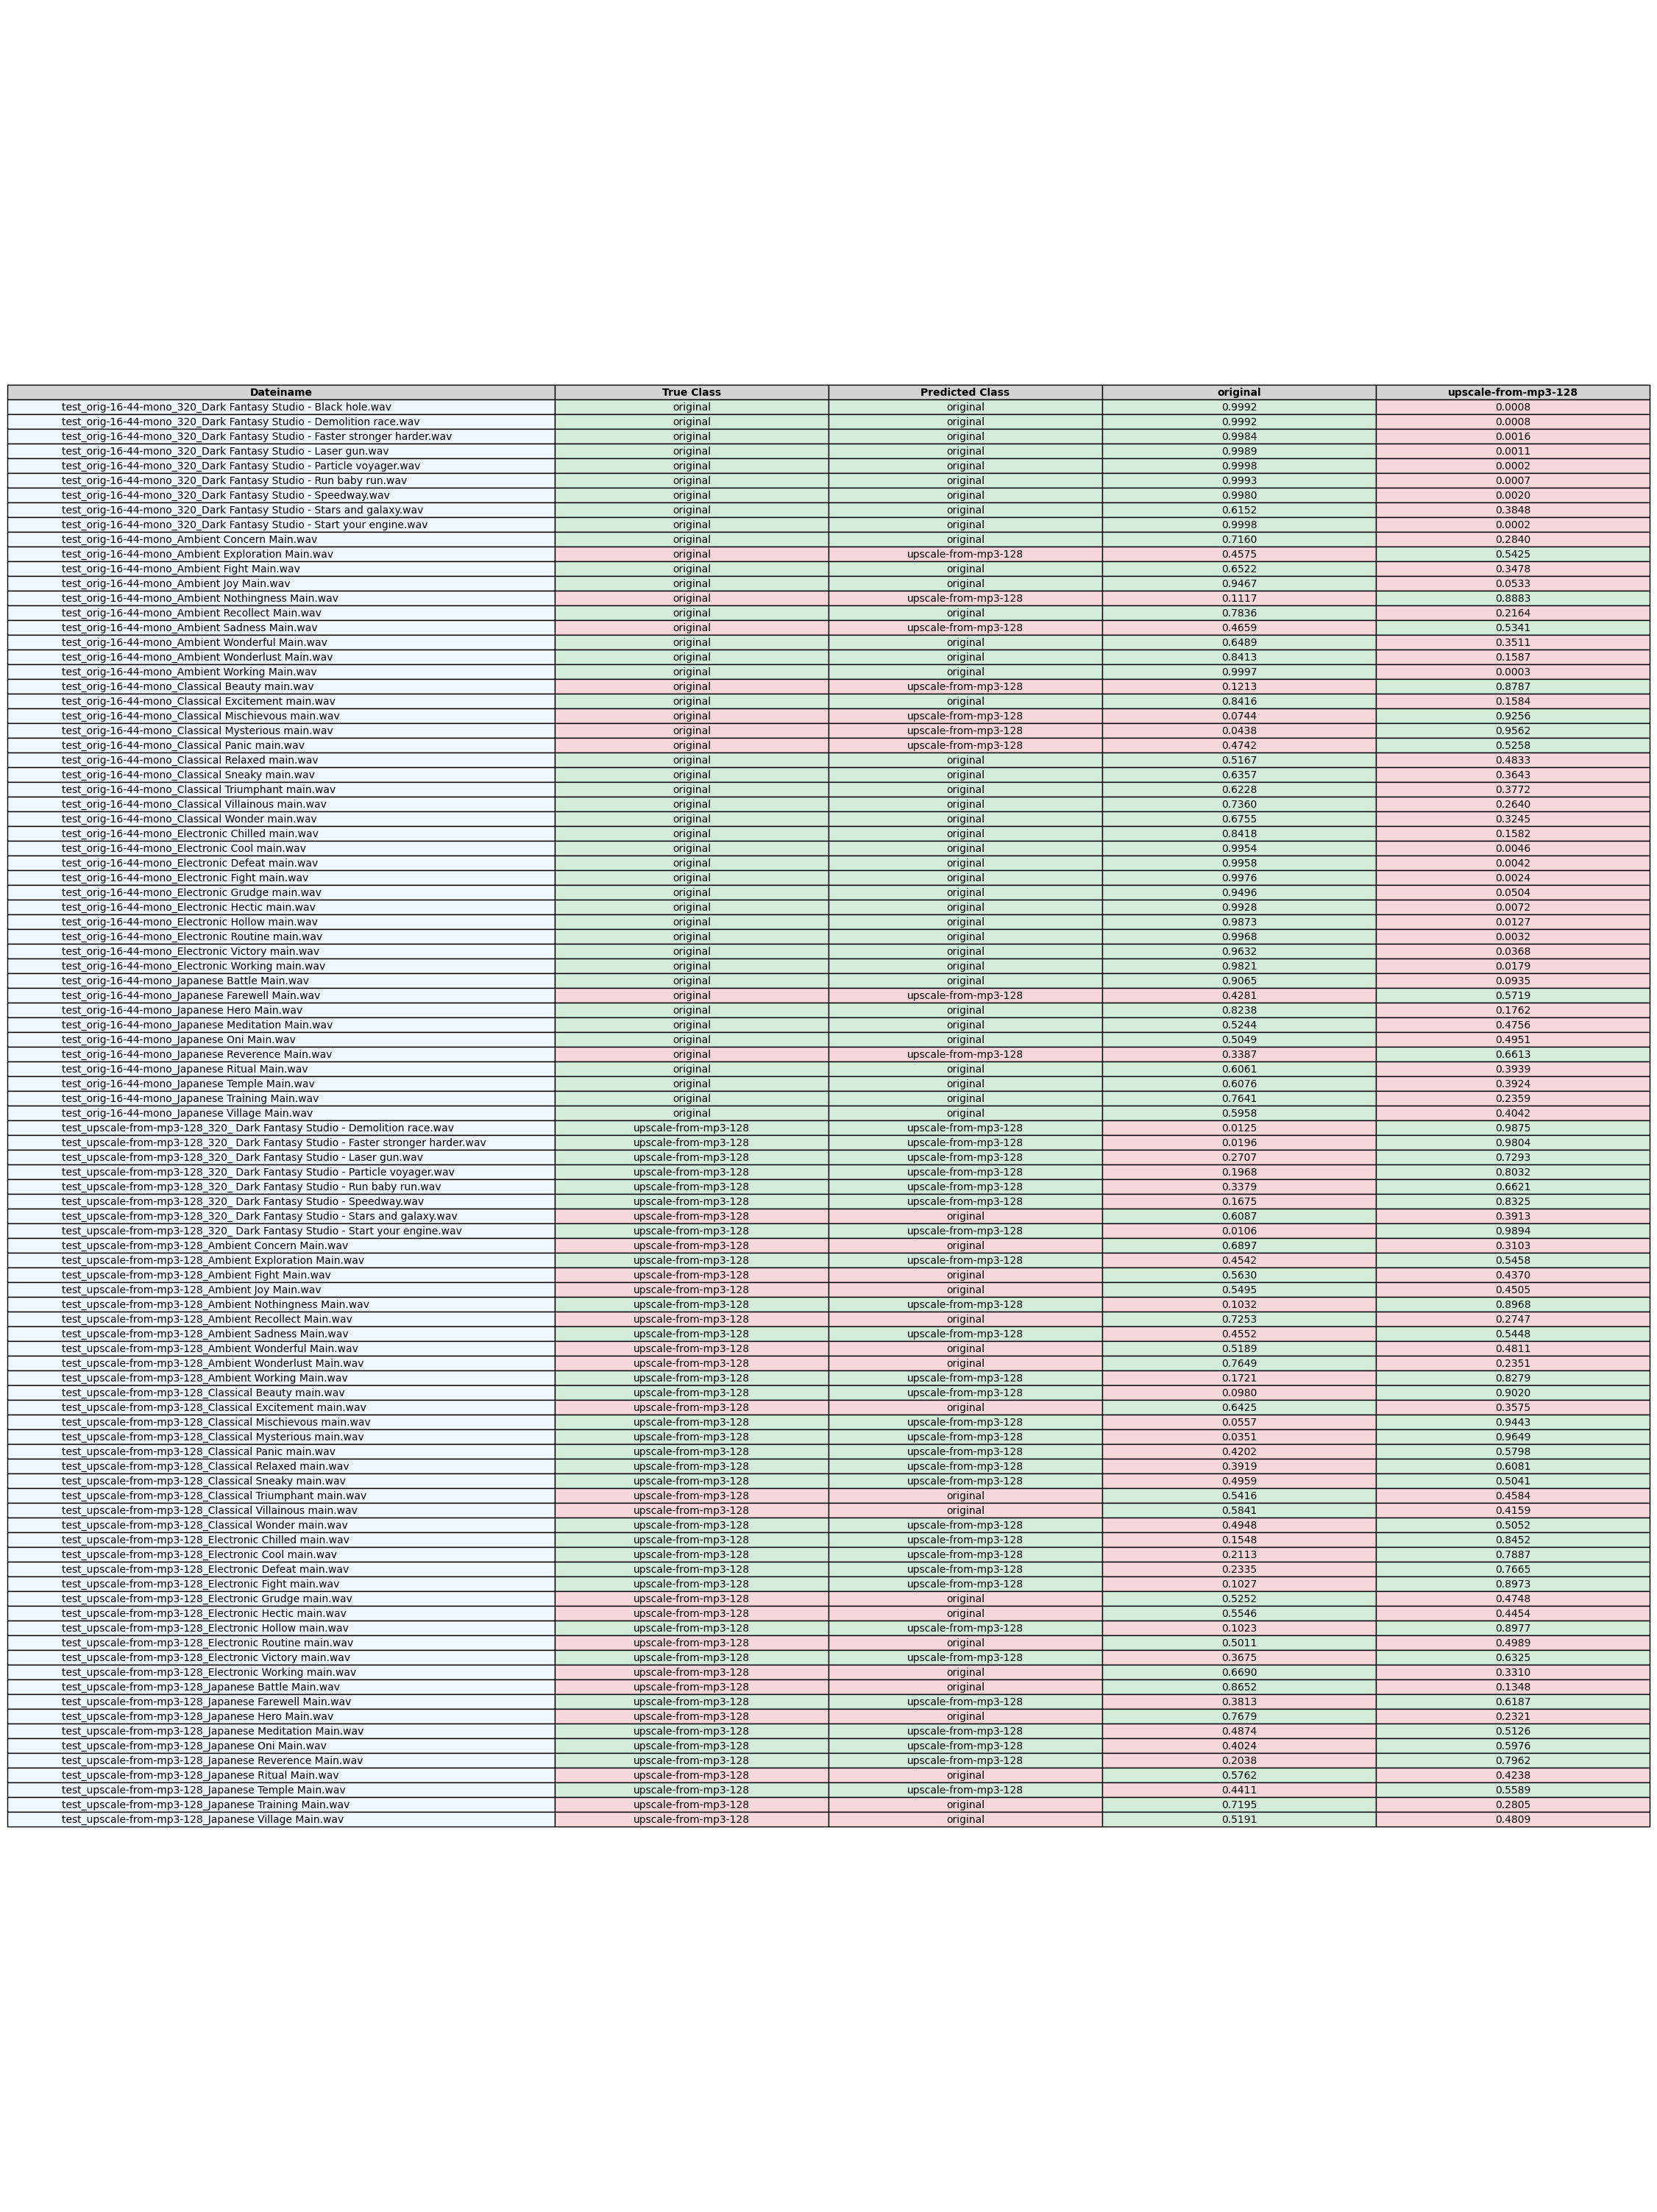 Dateiname True Class Predicted Class original upscale-from-mp3-128
test_orig-16-44-mono_320_Dark Fantasy Studio - Black hole.wav original original 0.9992 0.0008
test_orig-16-44-mono_320_Dark Fantasy Studio - Demolition race.wav original original 0.9992 0.0008
test_orig-16-44-mono_320_Dark Fantasy Studio - Faster stronger harder.wav original original 0.9984 0.0016
test_orig-16-44-mono_320_Dark Fantasy Studio - Laser gun.wav original original 0.9989 0.0011
test_orig-16-44-mono_320_Dark Fantasy Studio - Particle voyager.wav original original 0.9998 0.0002
test_orig-16-44-mono_320_Dark Fantasy Studio - Run baby run.wav original original 0.9993 0.0007
test_orig-16-44-mono_320_Dark Fantasy Studio - Speedway.wav original original 0.9980 0.0020
test_orig-16-44-mono_320_Dark Fantasy Studio - Stars and galaxy.wav original original 0.6152 0.3848
test_orig-16-44-mono_320_Dark Fantasy Studio - Start your engine.wav original original 0.9998 0.0002
test_orig-16-44-mono_Ambient Concern Main.wav original original 0.7160 0.2840
test_orig-16-44-mono_Ambient Exploration Main.wav original upscale-from-mp3-128 0.4575 0.5425
test_orig-16-44-mono_Ambient Fight Main.wav original original 0.6522 0.3478
test_orig-16-44-mono_Ambient Joy Main.wav original original 0.9467 0.0533
test_orig-16-44-mono_Ambient Nothingness Main.wav original upscale-from-mp3-128 0.1117 0.8883
test_orig-16-44-mono_Ambient Recollect Main.wav original original 0.7836 0.2164
test_orig-16-44-mono_Ambient Sadness Main.wav original upscale-from-mp3-128 0.4659 0.5341
test_orig-16-44-mono_Ambient Wonderful Main.wav original original 0.6489 0.3511
test_orig-16-44-mono_Ambient Wonderlust Main.wav original original 0.8413 0.1587
test_orig-16-44-mono_Ambient Working Main.wav original original 0.9997 0.0003
test_orig-16-44-mono_Classical Beauty main.wav original upscale-from-mp3-128 0.1213 0.8787
test_orig-16-44-mono_Classical Excitement main.wav original original 0.8416 0.1584
test_orig-16-44-mono_Classical Mischievous main.wav original upscale-from-mp3-128 0.0744 0.9256
test_orig-16-44-mono_Classical Mysterious main.wav original upscale-from-mp3-128 0.0438 0.9562
test_orig-16-44-mono_Classical Panic main.wav original upscale-from-mp3-128 0.4742 0.5258
test_orig-16-44-mono_Classical Relaxed main.wav original original 0.5167 0.4833
test_orig-16-44-mono_Classical Sneaky main.wav original original 0.6357 0.3643
test_orig-16-44-mono_Classical Triumphant main.wav original original 0.6228 0.3772
test_orig-16-44-mono_Classical Villainous main.wav original original 0.7360 0.2640
test_orig-16-44-mono_Classical Wonder main.wav original original 0.6755 0.3245
test_orig-16-44-mono_Electronic Chilled main.wav original original 0.8418 0.1582
test_orig-16-44-mono_Electronic Cool main.wav original original 0.9954 0.0046
test_orig-16-44-mono_Electronic Defeat main.wav original original 0.9958 0.0042
test_orig-16-44-mono_Electronic Fight main.wav original original 0.9976 0.0024
test_orig-16-44-mono_Electronic Grudge main.wav original original 0.9496 0.0504
test_orig-16-44-mono_Electronic Hectic main.wav original original 0.9928 0.0072
test_orig-16-44-mono_Electronic Hollow main.wav original original 0.9873 0.0127
test_orig-16-44-mono_Electronic Routine main.wav original original 0.9968 0.0032
test_orig-16-44-mono_Electronic Victory main.wav original original 0.9632 0.0368
test_orig-16-44-mono_Electronic Working main.wav original original 0.9821 0.0179
test_orig-16-44-mono_Japanese Battle Main.wav original original 0.9065 0.0935
test_orig-16-44-mono_Japanese Farewell Main.wav original upscale-from-mp3-128 0.4281 0.5719
test_orig-16-44-mono_Japanese Hero Main.wav original original 0.8238 0.1762
test_orig-16-44-mono_Japanese Meditation Main.wav original original 0.5244 0.4756
test_orig-16-44-mono_Japanese Oni Main.wav original original 0.5049 0.4951
test_orig-16-44-mono_Japanese Reverence Main.wav original upscale-from-mp3-128 0.3387 0.6613
test_orig-16-44-mono_Japanese Ritual Main.wav original original 0.6061 0.3939
test_orig-16-44-mono_Japanese Temple Main.wav original original 0.6076 0.3924
test_orig-16-44-mono_Japanese Training Main.wav original original 0.7641 0.2359
test_orig-16-44-mono_Japanese Village Main.wav original original 0.5958 0.4042
test_upscale-from-mp3-128_320_ Dark Fantasy Studio - Demolition race.wav upscale-from-mp3-128 upscale-from-mp3-128 0.0125 0.9875
test_upscale-from-mp3-128_320_ Dark Fantasy Studio - Faster stronger harder.wav upscale-from-mp3-128 upscale-from-mp3-128 0.0196 0.9804
test_upscale-from-mp3-128_320_ Dark Fantasy Studio - Laser gun.wav upscale-from-mp3-128 upscale-from-mp3-128 0.2707 0.7293
test_upscale-from-mp3-128_320_ Dark Fantasy Studio - Particle voyager.wav upscale-from-mp3-128 upscale-from-mp3-128 0.1968 0.8032
test_upscale-from-mp3-128_320_ Dark Fantasy Studio - Run baby run.wav upscale-from-mp3-128 upscale-from-mp3-128 0.3379 0.6621
test_upscale-from-mp3-128_320_ Dark Fantasy Studio - Speedway.wav upscale-from-mp3-128 upscale-from-mp3-128 0.1675 0.8325
test_upscale-from-mp3-128_320_ Dark Fantasy Studio - Stars and galaxy.wav upscale-from-mp3-128 original 0.6087 0.3913
test_upscale-from-mp3-128_320_ Dark Fantasy Studio - Start your engine.wav upscale-from-mp3-128 upscale-from-mp3-128 0.0106 0.9894
test_upscale-from-mp3-128_Ambient Concern Main.wav upscale-from-mp3-128 original 0.6897 0.3103
test_upscale-from-mp3-128_Ambient Exploration Main.wav upscale-from-mp3-128 upscale-from-mp3-128 0.4542 0.5458
test_upscale-from-mp3-128_Ambient Fight Main.wav upscale-from-mp3-128 original 0.5630 0.4370
test_upscale-from-mp3-128_Ambient Joy Main.wav upscale-from-mp3-128 original 0.5495 0.4505
test_upscale-from-mp3-128_Ambient Nothingness Main.wav upscale-from-mp3-128 upscale-from-mp3-128 0.1032 0.8968
test_upscale-from-mp3-128_Ambient Recollect Main.wav upscale-from-mp3-128 original 0.7253 0.2747
test_upscale-from-mp3-128_Ambient Sadness Main.wav upscale-from-mp3-128 upscale-from-mp3-128 0.4552 0.5448
test_upscale-from-mp3-128_Ambient Wonderful Main.wav upscale-from-mp3-128 original 0.5189 0.4811
test_upscale-from-mp3-128_Ambient Wonderlust Main.wav upscale-from-mp3-128 original 0.7649 0.2351
test_upscale-from-mp3-128_Ambient Working Main.wav upscale-from-mp3-128 upscale-from-mp3-128 0.1721 0.8279
test_upscale-from-mp3-128_Classical Beauty main.wav upscale-from-mp3-128 upscale-from-mp3-128 0.0980 0.9020
test_upscale-from-mp3-128_Classical Excitement main.wav upscale-from-mp3-128 original 0.6425 0.3575
test_upscale-from-mp3-128_Classical Mischievous main.wav upscale-from-mp3-128 upscale-from-mp3-128 0.0557 0.9443
test_upscale-from-mp3-128_Classical Mysterious main.wav upscale-from-mp3-128 upscale-from-mp3-128 0.0351 0.9649
test_upscale-from-mp3-128_Classical Panic main.wav upscale-from-mp3-128 upscale-from-mp3-128 0.4202 0.5798
test_upscale-from-mp3-128_Classical Relaxed main.wav upscale-from-mp3-128 upscale-from-mp3-128 0.3919 0.6081
test_upscale-from-mp3-128_Classical Sneaky main.wav upscale-from-mp3-128 upscale-from-mp3-128 0.4959 0.5041
test_upscale-from-mp3-128_Classical Triumphant main.wav upscale-from-mp3-128 original 0.5416 0.4584
test_upscale-from-mp3-128_Classical Villainous main.wav upscale-from-mp3-128 original 0.5841 0.4159
test_upscale-from-mp3-128_Classical Wonder main.wav upscale-from-mp3-128 upscale-from-mp3-128 0.4948 0.5052
test_upscale-from-mp3-128_Electronic Chilled main.wav upscale-from-mp3-128 upscale-from-mp3-128 0.1548 0.8452
test_upscale-from-mp3-128_Electronic Cool main.wav upscale-from-mp3-128 upscale-from-mp3-128 0.2113 0.7887
test_upscale-from-mp3-128_Electronic Defeat main.wav upscale-from-mp3-128 upscale-from-mp3-128 0.2335 0.7665
test_upscale-from-mp3-128_Electronic Fight main.wav upscale-from-mp3-128 upscale-from-mp3-128 0.1027 0.8973
test_upscale-from-mp3-128_Electronic Grudge main.wav upscale-from-mp3-128 original 0.5252 0.4748
test_upscale-from-mp3-128_Electronic Hectic main.wav upscale-from-mp3-128 original 0.5546 0.4454
test_upscale-from-mp3-128_Electronic Hollow main.wav upscale-from-mp3-128 upscale-from-mp3-128 0.1023 0.8977
test_upscale-from-mp3-128_Electronic Routine main.wav upscale-from-mp3-128 original 0.5011 0.4989
test_upscale-from-mp3-128_Electronic Victory main.wav upscale-from-mp3-128 upscale-from-mp3-128 0.3675 0.6325
test_upscale-from-mp3-128_Electronic Working main.wav upscale-from-mp3-128 original 0.6690 0.3310
test_upscale-from-mp3-128_Japanese Battle Main.wav upscale-from-mp3-128 original 0.8652 0.1348
test_upscale-from-mp3-128_Japanese Farewell Main.wav upscale-from-mp3-128 upscale-from-mp3-128 0.3813 0.6187
test_upscale-from-mp3-128_Japanese Hero Main.wav upscale-from-mp3-128 original 0.7679 0.2321
test_upscale-from-mp3-128_Japanese Meditation Main.wav upscale-from-mp3-128 upscale-from-mp3-128 0.4874 0.5126
test_upscale-from-mp3-128_Japanese Oni Main.wav upscale-from-mp3-128 upscale-from-mp3-128 0.4024 0.5976
test_upscale-from-mp3-128_Japanese Reverence Main.wav upscale-from-mp3-128 upscale-from-mp3-128 0.2038 0.7962
test_upscale-from-mp3-128_Japanese Ritual Main.wav upscale-from-mp3-128 original 0.5762 0.4238
test_upscale-from-mp3-128_Japanese Temple Main.wav upscale-from-mp3-128 upscale-from-mp3-128 0.4411 0.5589
test_upscale-from-mp3-128_Japanese Training Main.wav upscale-from-mp3-128 original 0.7195 0.2805
test_upscale-from-mp3-128_Japanese Village Main.wav upscale-from-mp3-128 original 0.5191 0.4809